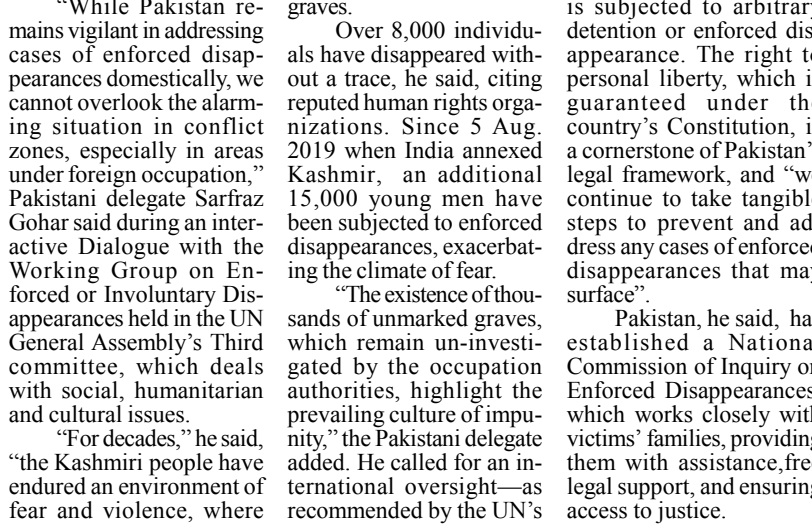 “While Pakistan re-
mains vigilant in addressing
cases of enforced disap-
pearances domestically, we
cannot overlook the alarm-
ing situation in conflict
zones, especially in areas
under foreign occupation,”
Pakistani delegate Sarfraz
Gohar said during an inter-
active Dialogue with the
Working Group on En-
forced or Involuntary Dis-
appearances held in the UN
General Assembly’s Third
committee, which deals
with social, humanitarian
and cultural issues.
“For decades,” he said,
“the Kashmiri people have
endured an environment of
fear and violence, where
graves.
Over 8,000 individu-
als have disappeared with-
out a trace, he said, citing
reputed human rights orga-
nizations. Since 5 Aug.
2019 when India annexed
Kashmir, an additional
15,000 young men have
been subjected to enforced
disappearances, exacerbat-
ing the climate of fear.
“The existence of thou-
sands of unmarked graves,
which remain un-investi-
gated by the occupation
authorities, highlight the
prevailing culture of impu-
nity,” the Pakistani delegate
added. He called for an in-
ternational oversight—as
recommended by the UN’s
is subjected to arbitrary
detention or enforced dis
appearance. The right to
personal liberty, which i
guaranteed under th
country’s Constitution, i
a cornerstone of Pakistan’
legal framework, and “we
continue to take tangible
steps to prevent and ad
dress any cases of enforced
disappearances that may
surface”.
Pakistan, he said, ha
established a Nationa
Commission of Inquiry on
Enforced Disappearances
which works closely with
victims’ families, providing
them with assistance,fre
legal support, and ensuring
access to justice.